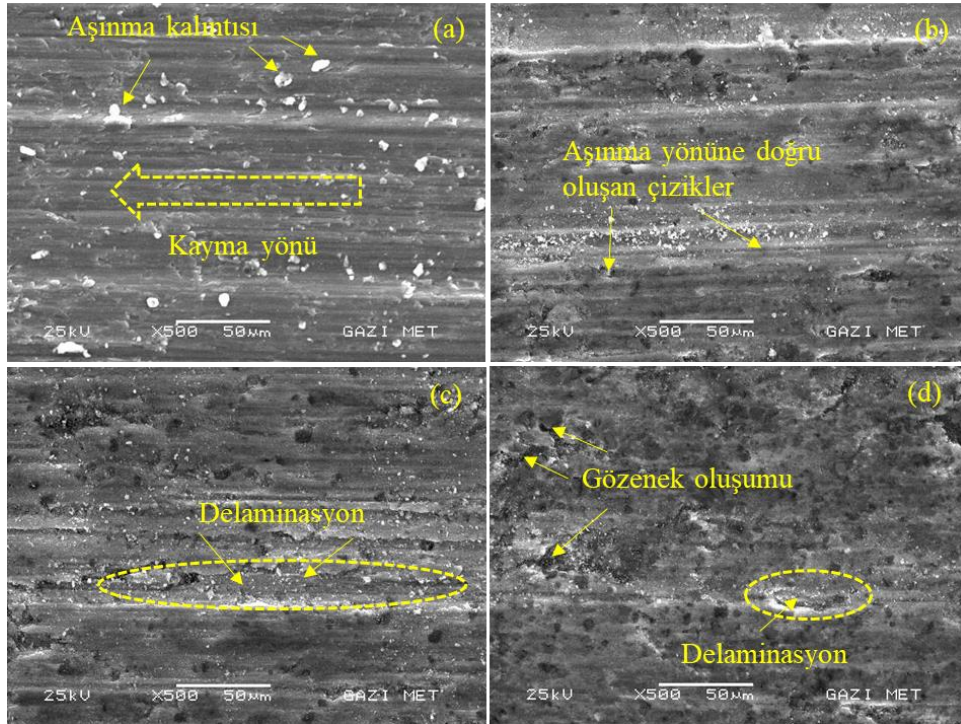 Aşınma kalıntısı
(a)
Kayma yönü
25kV X500 50µm GAZI MET
(b)
Aşınma yönüne doğru
oluşan çizikler
25kV X500 50µm GAZI MET
(c)
Delaminasyon
25kV X500 50µm GAZI MET
(d)
Gözenek oluşumu
Delaminasyon
25kV X500 50µm GAZI MET